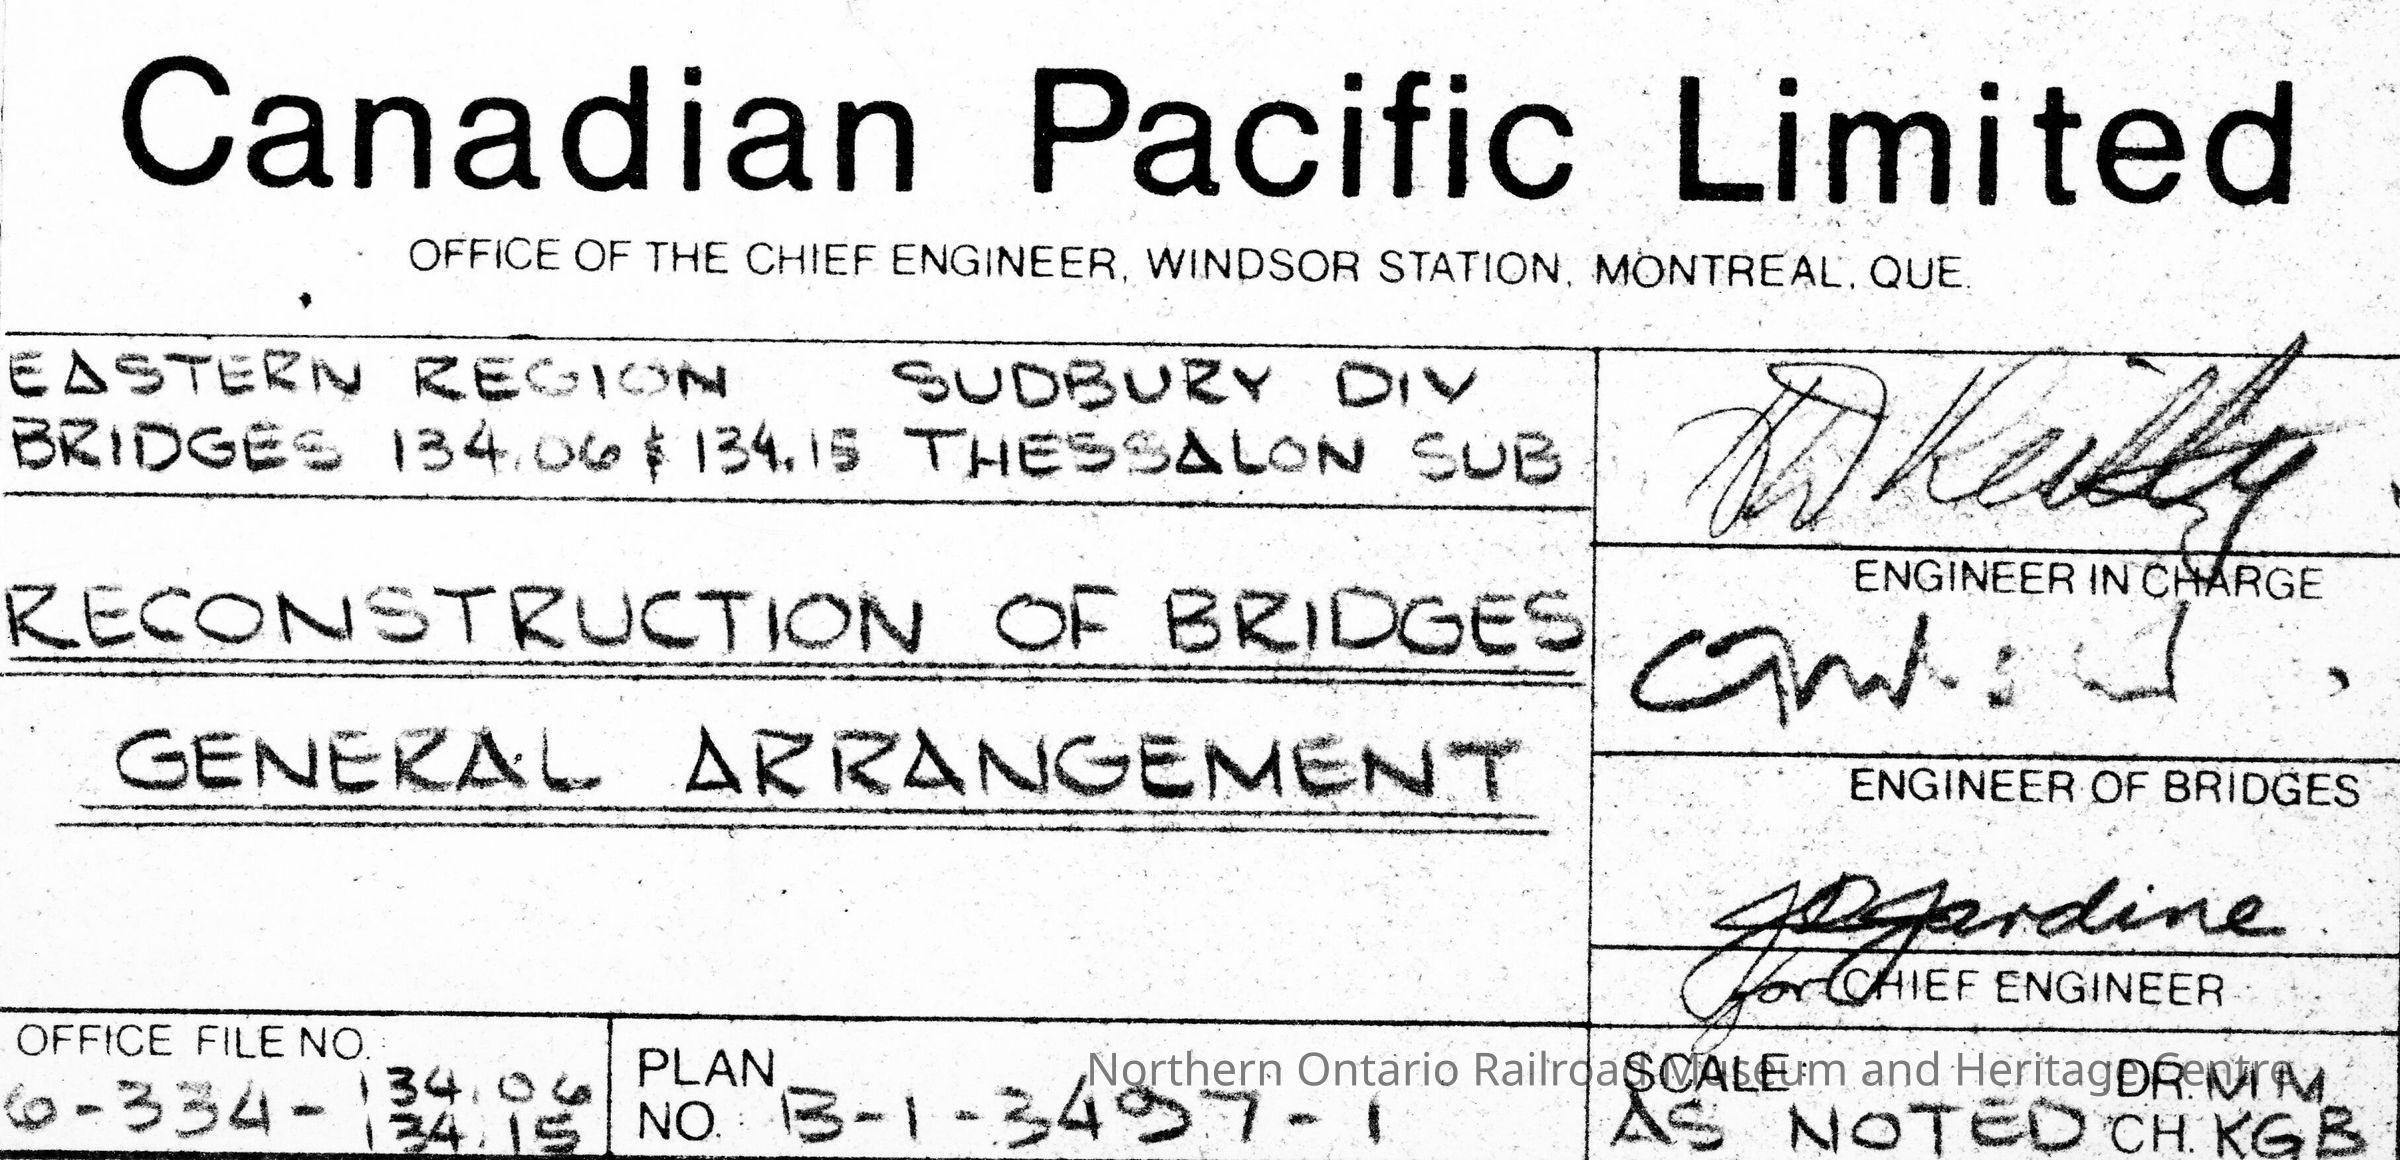 Canadian Pacific Limited
OFFICE OF THE CHIEF ENGINEER, WINDSOR STATION, MONTREAL, QUE.
EASTERN REGION SUDBURY DIV
BRIDGES 134.06 & 134.15 THESSALON SUB
RECONSTRUCTION OF BRIDGES
GENERAL ARRANGEMENT
ENGINEER IN CHARGE
ENGINEER OF BRIDGES
JD Jardine
for CHIEF ENGINEER
OFFICE FILE NO.:
6-334- 134.06
134.15
PLAN
NO. : B-1-3497-1
SCALE:
AS NOTED
DR. MM
CH. KGB
Northern Ontario Railroad Museum and Heritage Centre